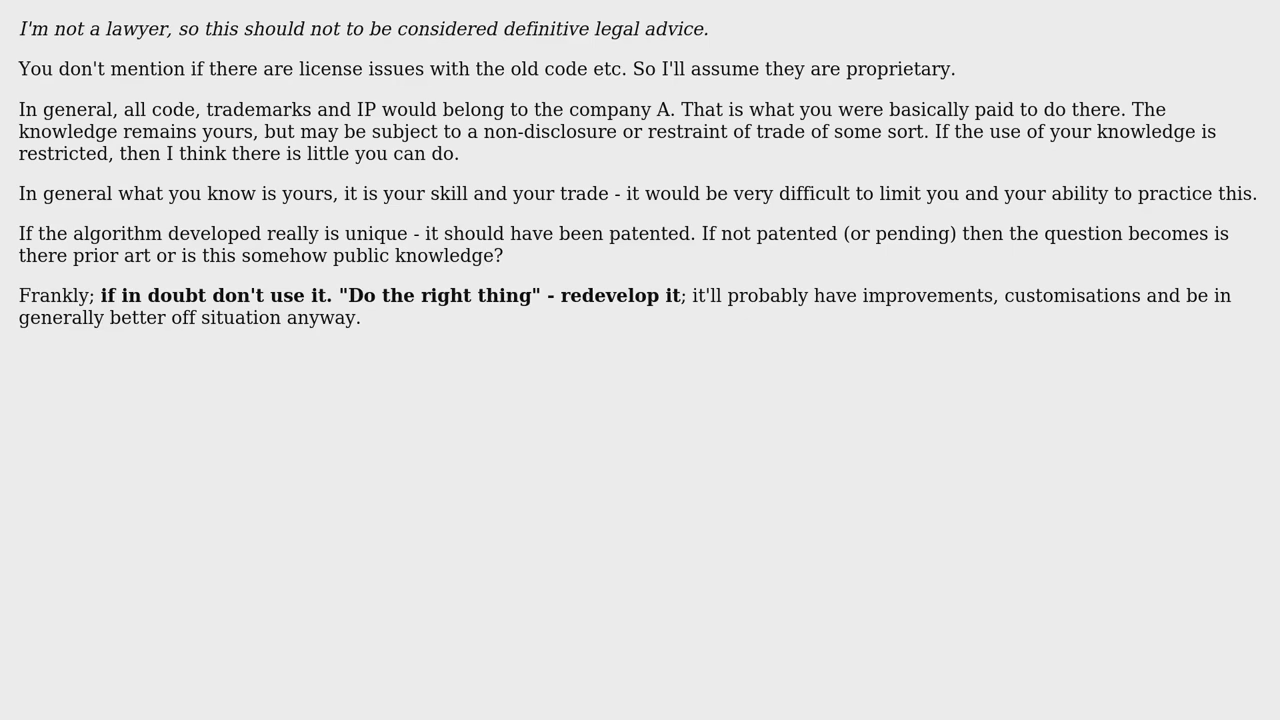 I'm not a lawyer, so this should not to be considered definitive legal advice.
You don't mention if there are license issues with the old code etc. So I'll assume they are proprietary.
In general, all code, trademarks and IP would belong to the company A. That is what you were basically paid to do there. The
knowledge remains yours, but may be subject to a non-disclosure or restraint of trade of some sort. If the use of your knowledge is
restricted, then I think there is little you can do.
In general what you know is yours, it is your skill and your trade - it would be very difficult to limit you and your ability to practice this.
If the algorithm developed really is unique - it should have been patented. If not patented (or pending) then the question becomes is
there prior art or is this somehow public knowledge?
Frankly; if in doubt don't use it. "Do the right thing" - redevelop it; it'll probably have improvements, customisations and be in
generally better off situation anyway.